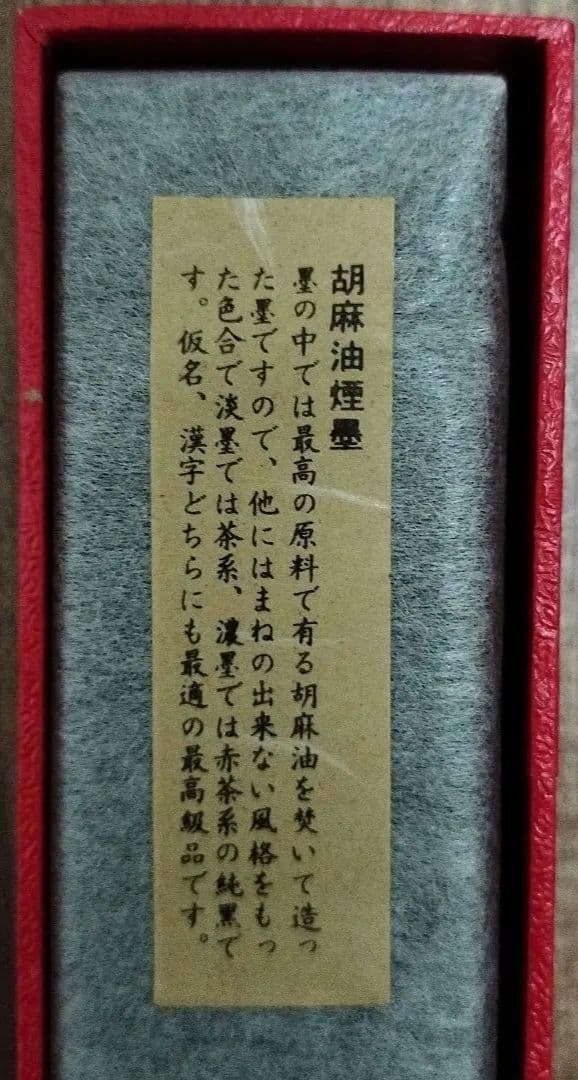 胡麻油煙墨
墨の中では最高の原料で有る胡麻油を焚いて造っ
た墨ですので、他にはまねの出来ない風格をもっ
た色合で淡墨では茶系、濃墨では赤茶系の純黒で
す。仮名、漢字どちらにも最適の最高級品です。